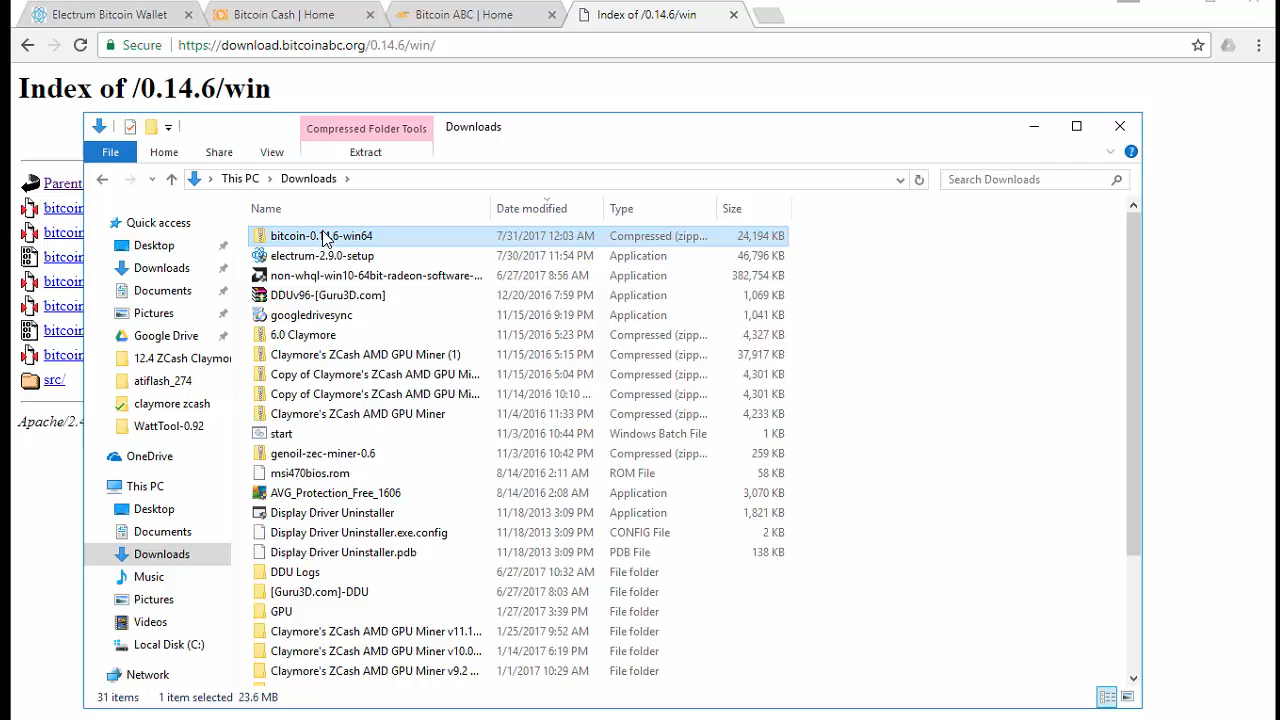 Electrum Bitcoin Wallet
Bitcoin Cash | Home
Bitcoin ABC | Home
Index of /0.14.6/win
Secure
https://download.bitcoinabc.org/0.14.6/win/
Index of /0.14.6/win
Compressed Folder Tools
Downloads
File
Home
Share
View
Extract
This PC
Downloads
Search Downloads
Parent
bitcoin
bitcoin
bitcoin
bitcoin
bitcoin
bitcoin
bitcoin
src/
Apache/2.4
Quick access
Desktop
Downloads
Documents
Pictures
Google Drive
12.4 ZCash Claymo
atiflash_274
claymore zcash
WattTool-0.92
OneDrive
This PC
Desktop
Documents
Downloads
Music
Pictures
Videos
Local Disk (C:)
Network
Name Date modified Type Size
bitcoin-0.14.6-win64 7/31/2017 12:03 AM Compressed (zipp... 24,194 KB
electrum-2.9.0-setup 7/30/2017 11:54 PM Application 46,796 KB
non-whql-win10-64bit-radeon-software-... 6/27/2017 8:56 AM Application 382,754 KB
DDUv96-[Guru3D.com] 12/20/2016 7:59 PM Application 1,069 KB
googledrivesync 11/15/2016 9:19 PM Application 1,041 KB
6.0 Claymore 11/15/2016 5:23 PM Compressed (zipp... 4,327 KB
Claymore's ZCash AMD GPU Miner (1) 11/15/2016 5:15 PM Compressed (zipp... 37,917 KB
Copy of Claymore's ZCash AMD GPU Mi... 11/15/2016 5:04 PM Compressed (zipp... 4,301 KB
Copy of Claymore's ZCash AMD GPU Mi... 11/14/2016 10:10 ... Compressed (zipp... 4,301 KB
Claymore's ZCash AMD GPU Miner 11/4/2016 11:33 PM Compressed (zipp... 4,233 KB
start 11/3/2016 10:44 PM Windows Batch File 1 KB
genoil-zec-miner-0.6 11/3/2016 10:42 PM Compressed (zipp... 259 KB
msi470bios.rom 8/14/2016 2:11 AM ROM File 58 KB
AVG_Protection_Free_1606 8/14/2016 2:08 AM Application 3,070 KB
Display Driver Uninstaller 11/18/2013 3:09 PM Application 1,821 KB
Display Driver Uninstaller.exe.config 11/18/2013 3:09 PM CONFIG File 2 KB
Display Driver Uninstaller.pdb 11/18/2013 3:09 PM PDB File 138 KB
DDU Logs 6/27/2017 10:32 AM File folder
[Guru3D.com]-DDU 6/27/2017 8:03 AM File folder
GPU 1/27/2017 3:39 PM File folder
Claymore's ZCash AMD GPU Miner v11.1... 1/25/2017 9:52 AM File folder
Claymore's ZCash AMD GPU Miner v10.0... 1/14/2017 6:19 PM File folder
Claymore's ZCash AMD GPU Miner v9.2 ... 1/1/2017 10:29 AM File folder
31 items 1 item selected 23.6 MB